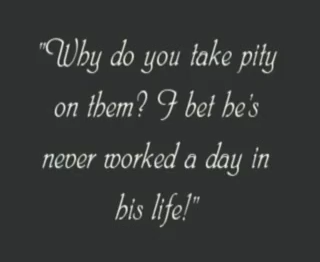 "Why do you take pity
on them? I bet he's
never worked a day in
his life!"